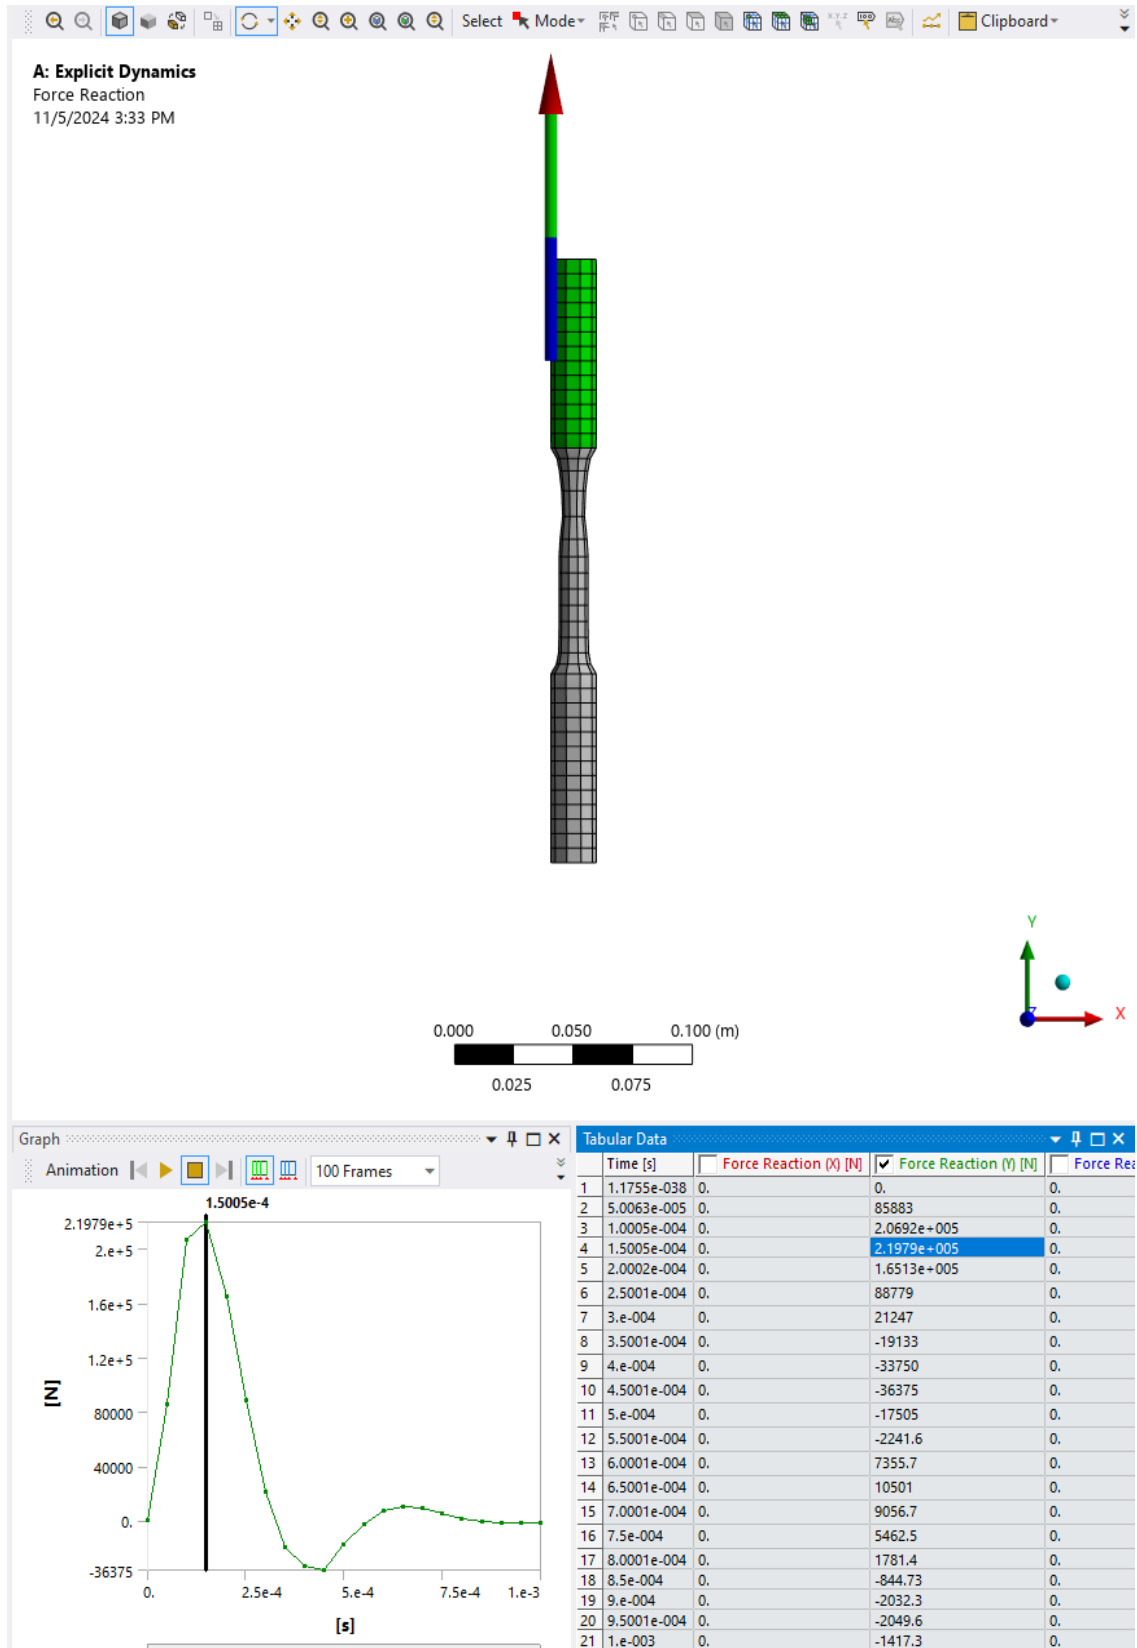 Select Mode Clipboard
A: Explicit Dynamics
Force Reaction
11/5/2024 3:33 PM
Y
Z
X
0.000 0.050 0.100 (m)
0.025 0.075
Graph
Animation 100 Frames
1.5005e-4
2.1979e+5
2.e+5
1.6e+5
1.2e+5
80000
40000
0.
-36375
[N]
0. 2.5e-4 5.e-4 7.5e-4 1.e-3
[s]
Tabular Data
Time [s] Force Reaction (X) [N] Force Reaction (Y) [N] Force Rea
1 1.1755e-038 0. 0. 0.
2 5.0063e-005 0. 85883 0.
3 1.0005e-004 0. 2.0692e+005 0.
4 1.5005e-004 0. 2.1979e+005 0.
5 2.0002e-004 0. 1.6513e+005 0.
6 2.5001e-004 0. 88779 0.
7 3.e-004 0. 21247 0.
8 3.5001e-004 0. -19133 0.
9 4.e-004 0. -33750 0.
10 4.5001e-004 0. -36375 0.
11 5.e-004 0. -17505 0.
12 5.5001e-004 0. -2241.6 0.
13 6.0001e-004 0. 7355.7 0.
14 6.5001e-004 0. 10501 0.
15 7.0001e-004 0. 9056.7 0.
16 7.5e-004 0. 5462.5 0.
17 8.0001e-004 0. 1781.4 0.
18 8.5e-004 0. -844.73 0.
19 9.e-004 0. -2032.3 0.
20 9.5001e-004 0. -2049.6 0.
21 1.e-003 0. -1417.3 0.